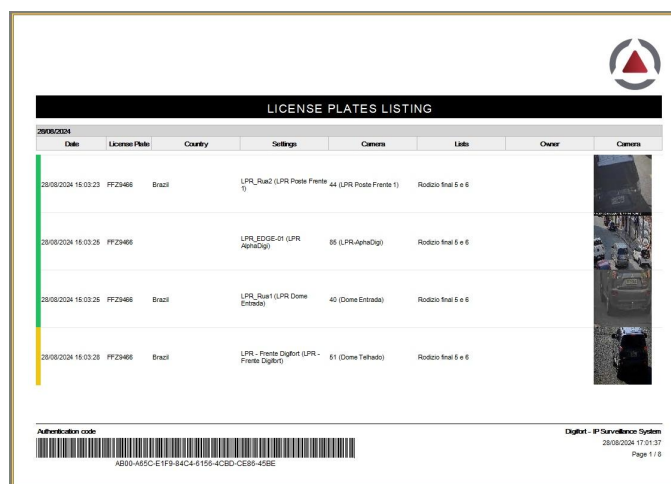 LICENSE PLATES LISTING
28/08/2024
Date License Plate Country Settings Camera Lists Owner Camera
28/08/2024 15:03:23 FFZ9466 Brazil LPR_Rua2 (LPR Poste Frente 1) 44 (LPR Poste Frente 1) Rodizio final 5 e 6
28/08/2024 15:03:25 FFZ9466 LPR_EDGE-01 (LPR AlphaDigi) 85 (LPR-AphaDigi) Rodizio final 5 e 6
28/08/2024 15:03:25 FFZ9466 Brazil LPR_Rua1 (LPR Dome Entrada) 40 (Dome Entrada) Rodizio final 5 e 6
28/08/2024 15:03:28 FFZ9466 Brazil LPR - Frente Digifort (LPR - Frente Digifort) 51 (Dome Telhado) Rodizio final 5 e 6
Authentication code
AB00-A65C-E1F9-84C4-6156-4CBD-CE86-45BE
Digifort - IP Surveillance System
28/08/2024 17:01:37
Page 1 / 8